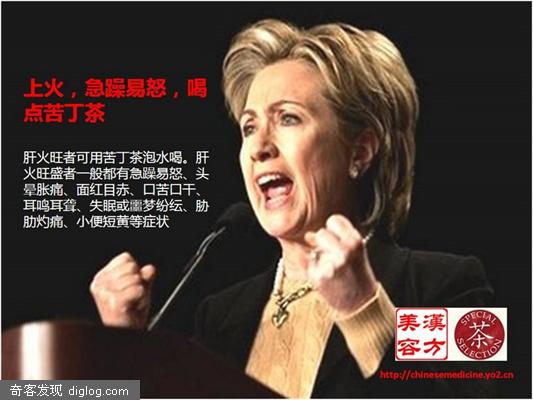 上火，急躁易怒，喝
点苦丁茶
肝火旺者可用苦丁茶泡水喝。肝
火旺盛者一般都有急躁易怒、头
晕胀痛、面红目赤、口苦口干、
耳鸣耳聋、失眠或噩梦纷纭、胁
肋灼痛、小便短黄等症状
美漢
容方
SPECIAL
茶
SELECTION
http://chinesemedicine.yo2.cn
奇客发现 diglog.com